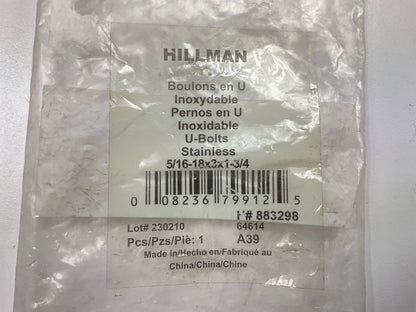 HILLMAN
Boulons en U
Inoxydable
Pernos en U
Inoxidable
U-Bolts
Stainless
5/16-18x3x1-3/4
0 08236 79912 5
# 883298
Lot# 230210 64614
Pcs/Pzs/Piè: 1 A39
Made in/Hecho en/Fabriqué au
China/China/Chine